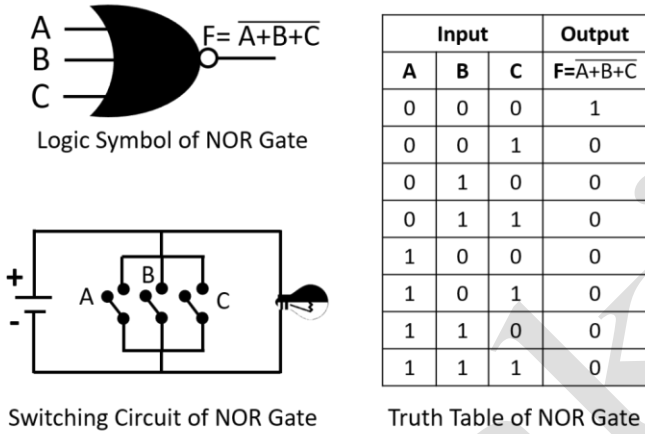 A
B
C
F= A+B+C
Logic Symbol of NOR Gate
+
-
A
B
C
Switching Circuit of NOR Gate
Input Output
A B C F=A+B+C
0 0 0 1
0 0 1 0
0 1 0 0
0 1 1 0
1 0 0 0
1 0 1 0
1 1 0 0
1 1 1 0
Truth Table of NOR Gate